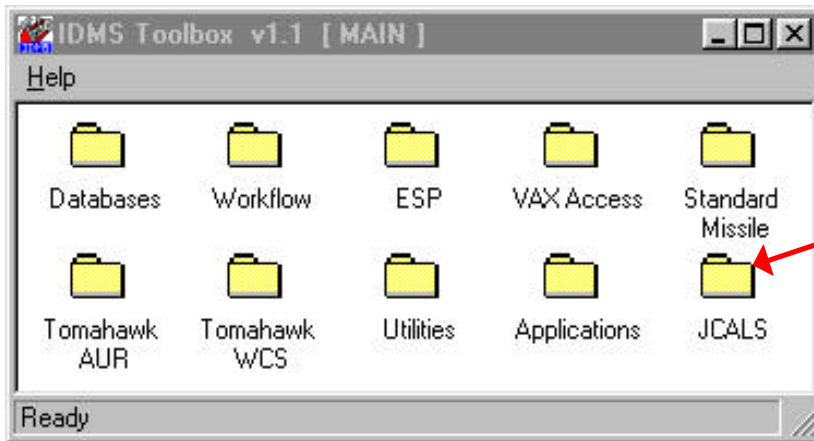 IDMS Toolbox v1.1 [ MAIN ]
Help
Databases Workflow ESP VAX Access Standard Missile
Tomahawk AUR Tomahawk WCS Utilities Applications JCALS
Ready